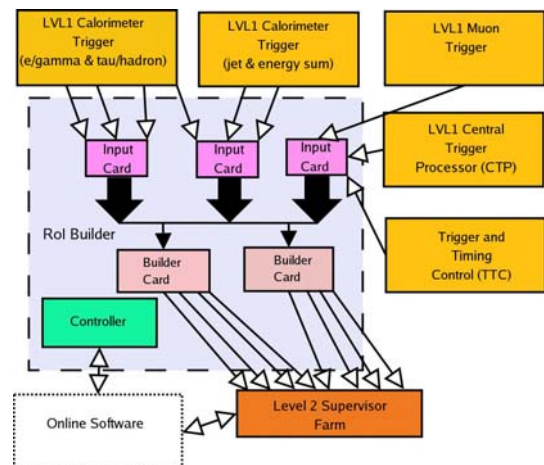 LVL1 Calorimeter
Trigger
(e/gamma & tau/hadron)
LVL1 Calorimeter
Trigger
(jet & energy sum)
LVL1 Muon
Trigger
Input
Card
Input
Card
Input
Card
LVL1 Central
Trigger
Processor (CTP)
RoI Builder
Builder
Card
Builder
Card
Trigger and
Timing
Control (TTC)
Controller
Online Software
Level 2 Supervisor
Farm